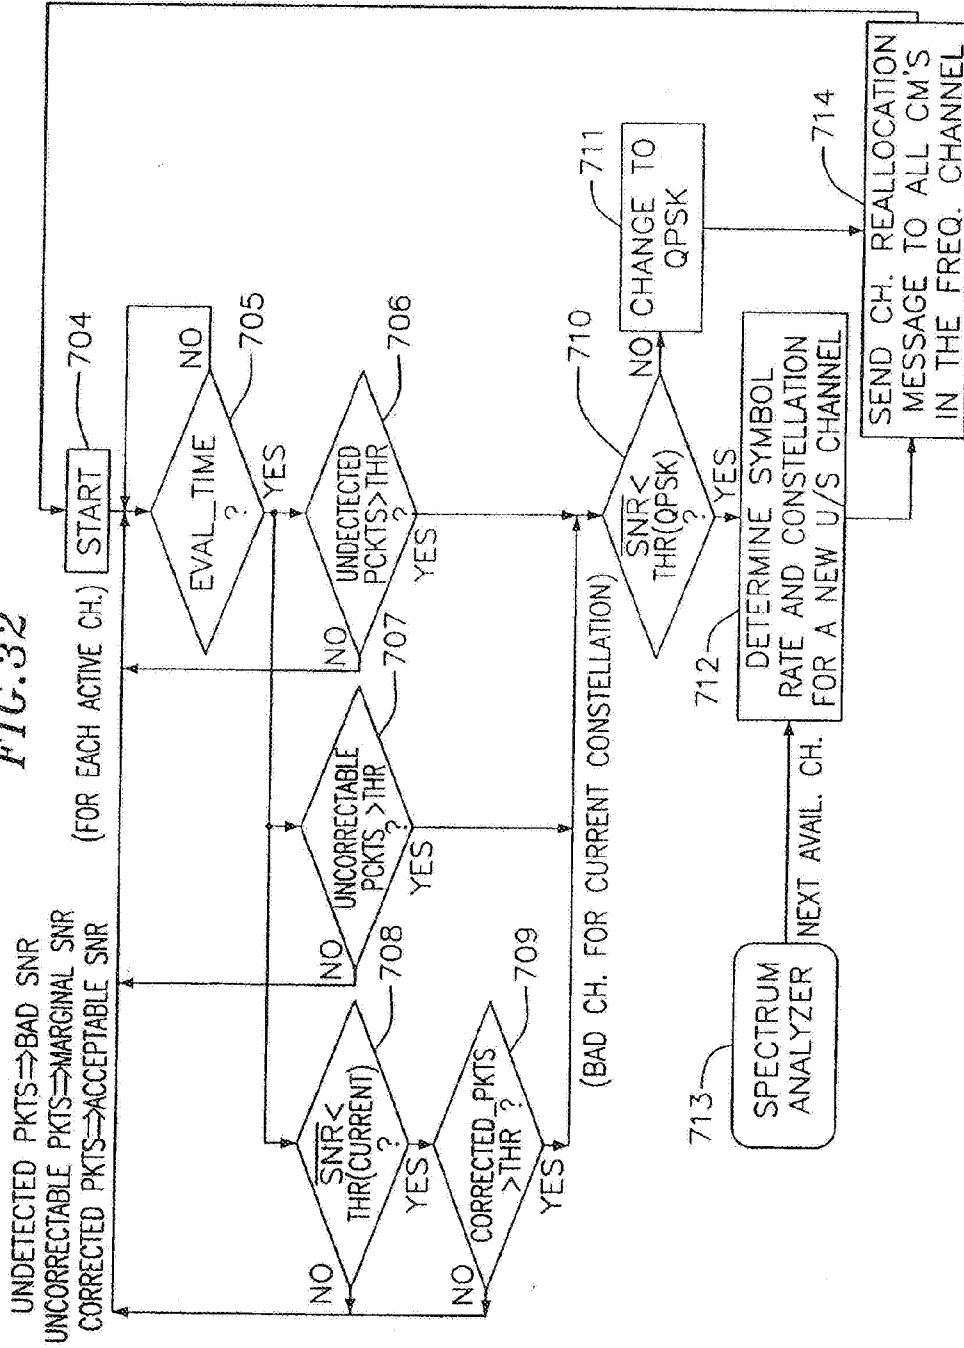 FIG.32
UNDETECTED PKTS⇒BAD SNR
UNCORRECTABLE PKTS⇒MARGINAL SNR
CORRECTED PKTS⇒ACCEPTABLE SNR
(FOR EACH ACTIVE CH.)
START
704
EVAL_TIME
?
NO
705
YES
UNDETECTED
PCKTS>THR
?
NO
YES
706
UNCORRECTABLE
PCKTS >THR
?
NO
YES
707
SNR<
THR(CURRENT)
?
NO
YES
708
CORRECTED_PKTS
>THR ?
NO
YES
709
(BAD CH. FOR CURRENT CONSTELLATION)
SNR<
THR(QPSK)
?
NO
YES
710
CHANGE TO
QPSK
711
712
DETERMINE SYMBOL
RATE AND CONSTELLATION
FOR A NEW U/S CHANNEL
713
SPECTRUM
ANALYZER
NEXT AVAIL. CH.
SEND CH. REALLOCATION
MESSAGE TO ALL CM'S
IN THE FREQ. CHANNEL
714